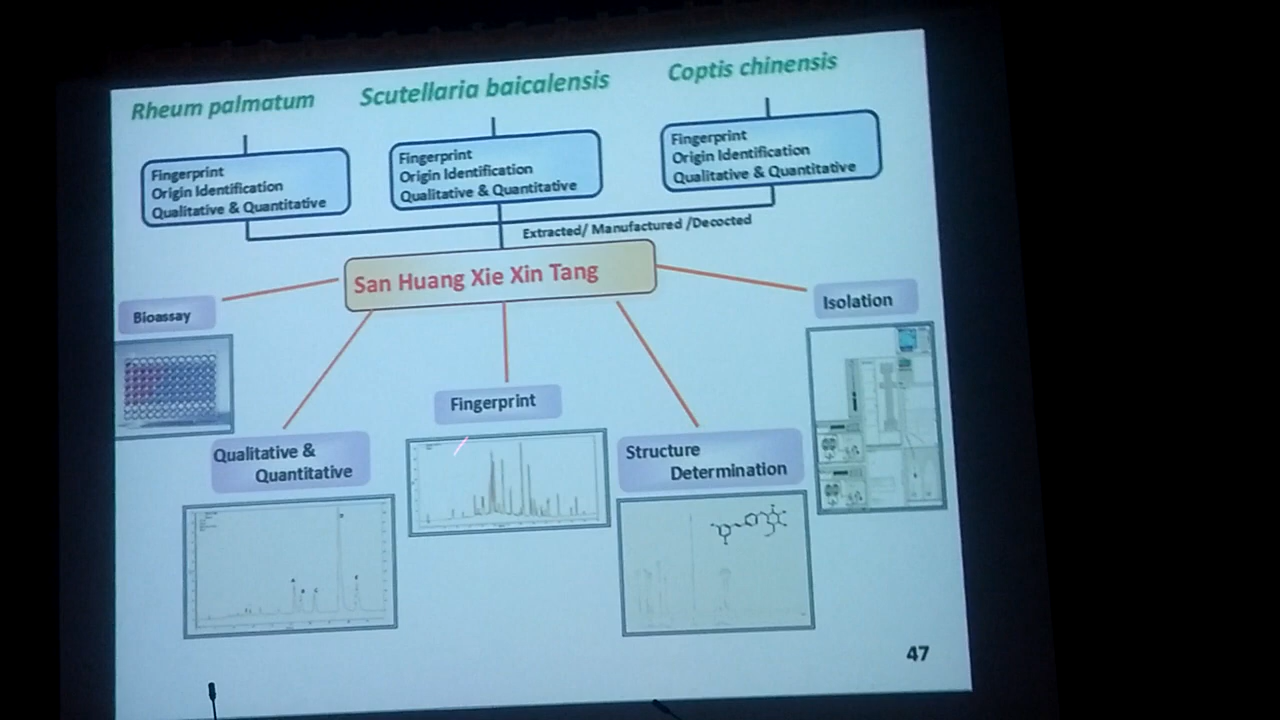 Rheum palmatum
Scutellaria baicalensis
Coptis chinensis
Fingerprint
Origin Identification
Qualitative & Quantitative
Fingerprint
Origin Identification
Qualitative & Quantitative
Fingerprint
Origin Identification
Qualitative & Quantitative
Extracted/ Manufactured /Decocted
San Huang Xie Xin Tang
Bioassay
Isolation
Fingerprint
Qualitative &
Quantitative
Structure
Determination
47